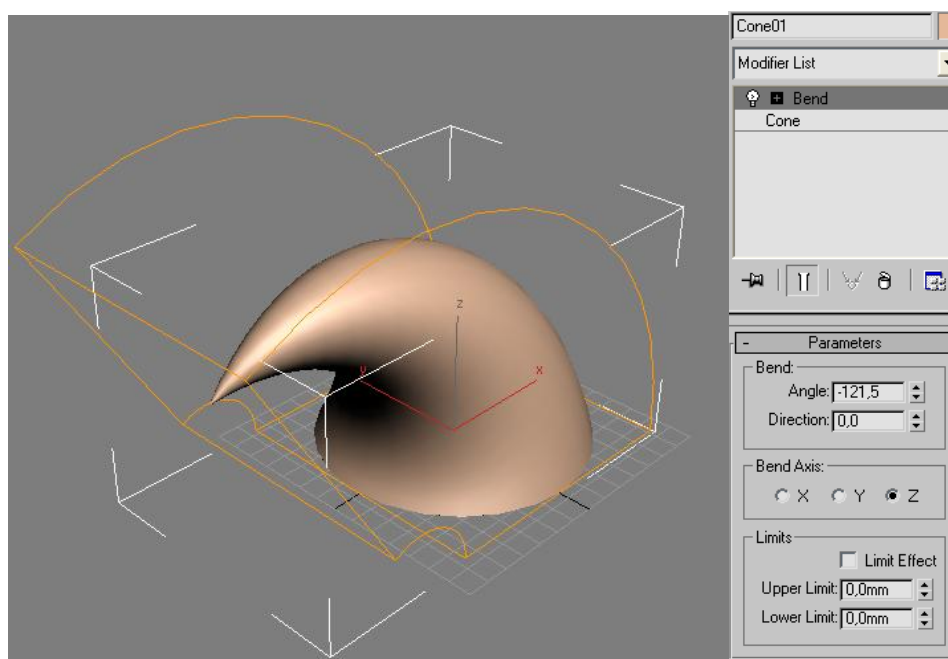 Cone01
Modifier List
Bend
Cone
z
y
x
- Parameters
Bend:
Angle: -121,5
Direction: 0,0
Bend Axis:
X Y Z
Limits
Limit Effect
Upper Limit: 0,0mm
Lower Limit: 0,0mm